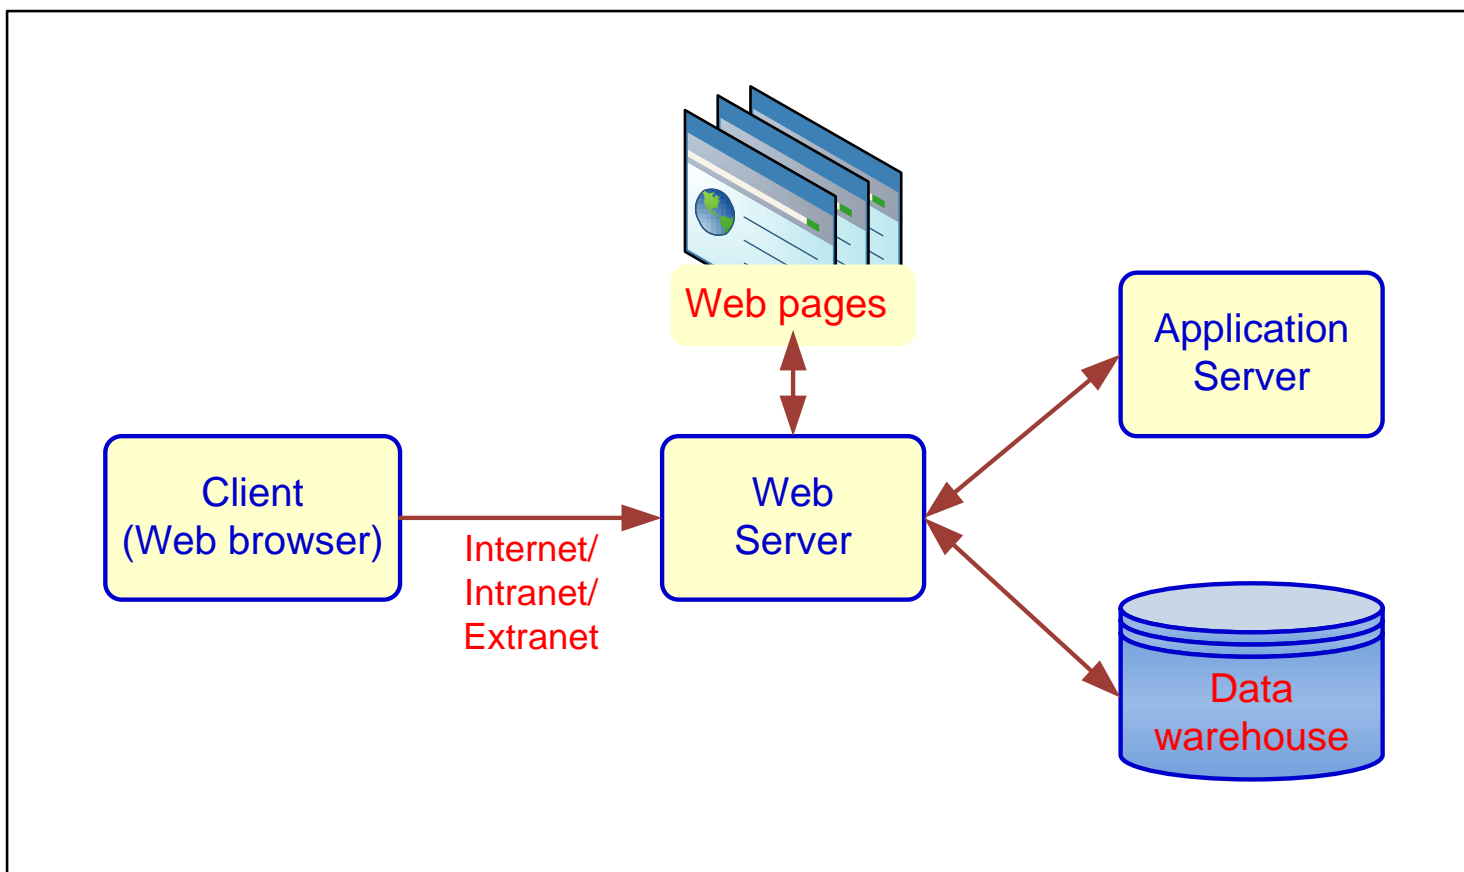 Web pages
Application
Server
Client
(Web browser)
Web
Server
Internet/
Intranet/
Extranet
Data
warehouse